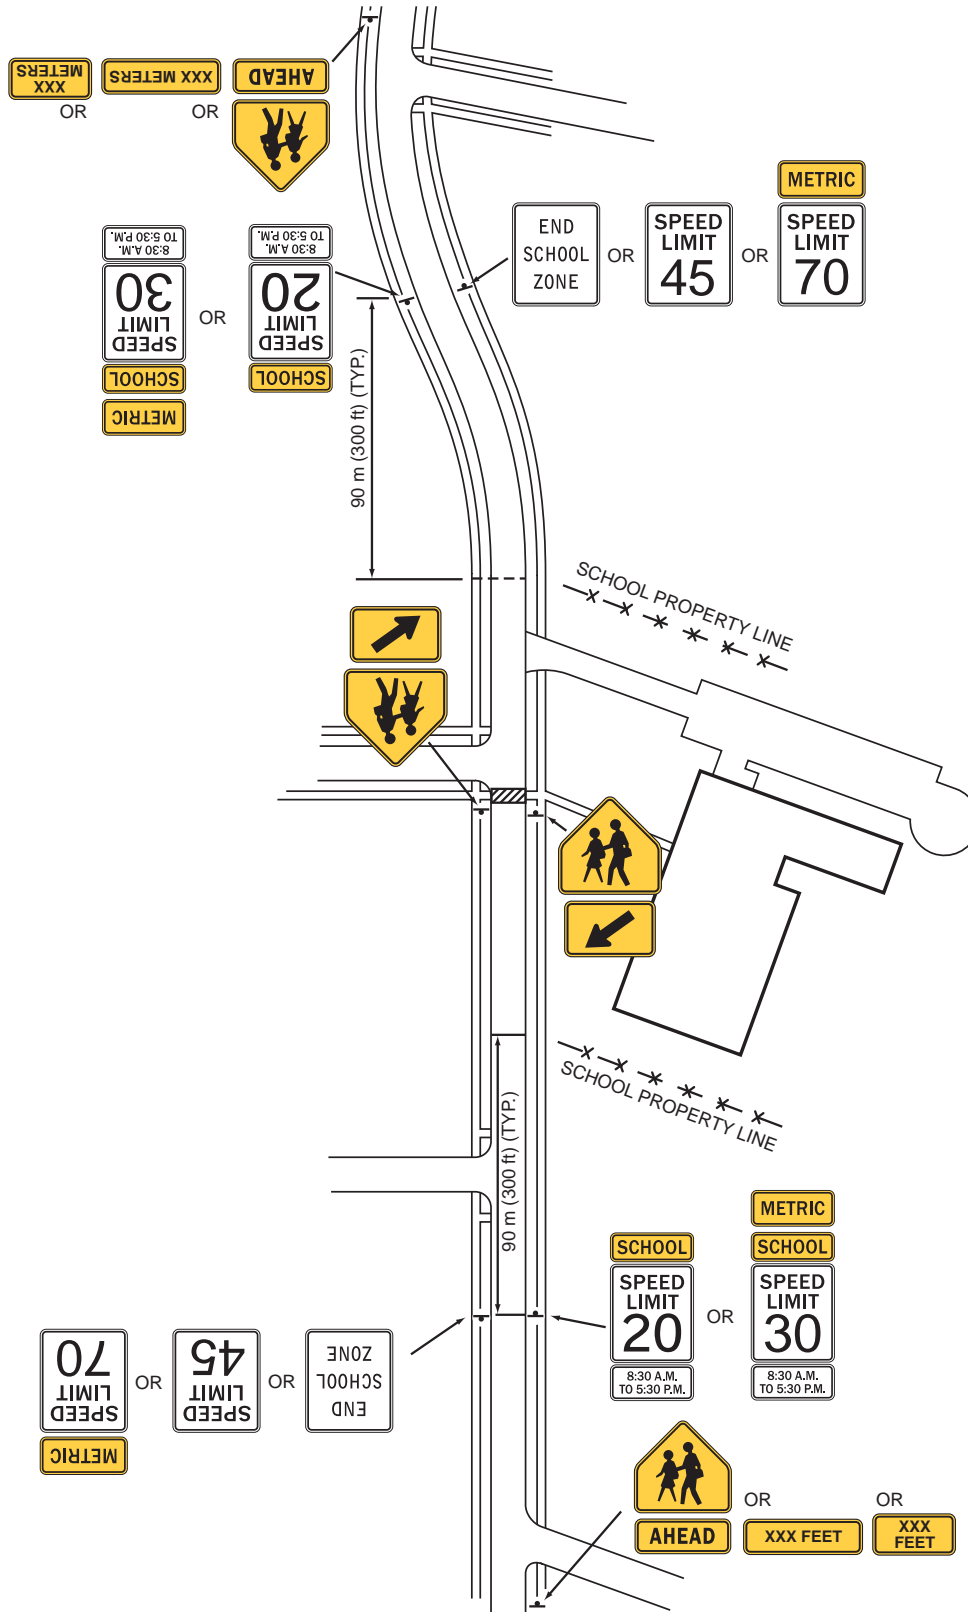 XXX
METERS
OR
XXX METERS
OR
AHEAD
METRIC
SPEED
LIMIT
70
OR
SPEED
LIMIT
45
OR
END
SCHOOL
ZONE
METRIC
SCHOOL
SPEED
LIMIT
30
8:30 A.M.
TO 5:30 P.M.
OR
SCHOOL
SPEED
LIMIT
20
8:30 A.M.
TO 5:30 P.M.
90 m (300 ft) (TYP.)
SCHOOL PROPERTY LINE
SCHOOL PROPERTY LINE
90 m (300 ft) (TYP.)
METRIC
SCHOOL
SPEED
LIMIT
30
8:30 A.M.
TO 5:30 P.M.
OR
SCHOOL
SPEED
LIMIT
20
8:30 A.M.
TO 5:30 P.M.
END
SCHOOL
ZONE
OR
SPEED
LIMIT
45
OR
METRIC
SPEED
LIMIT
70
AHEAD
OR
XXX FEET
OR
XXX
FEET